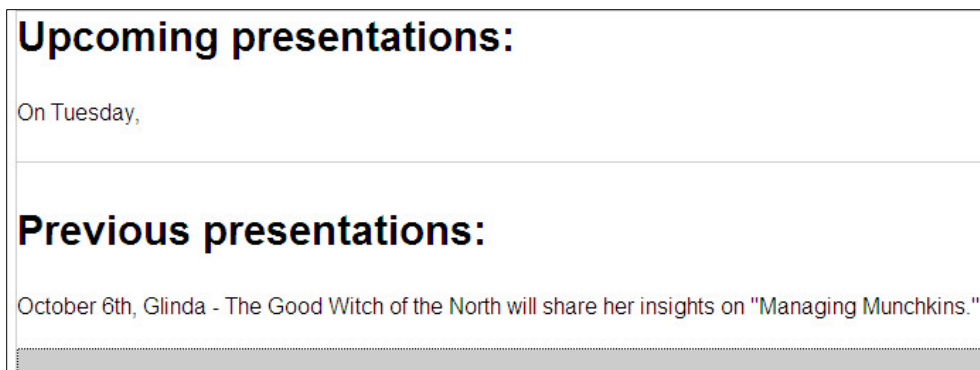 Upcoming presentations:
On Tuesday,
Previous presentations:
October 6th, Glinda - The Good Witch of the North will share her insights on "Managing Munchkins."